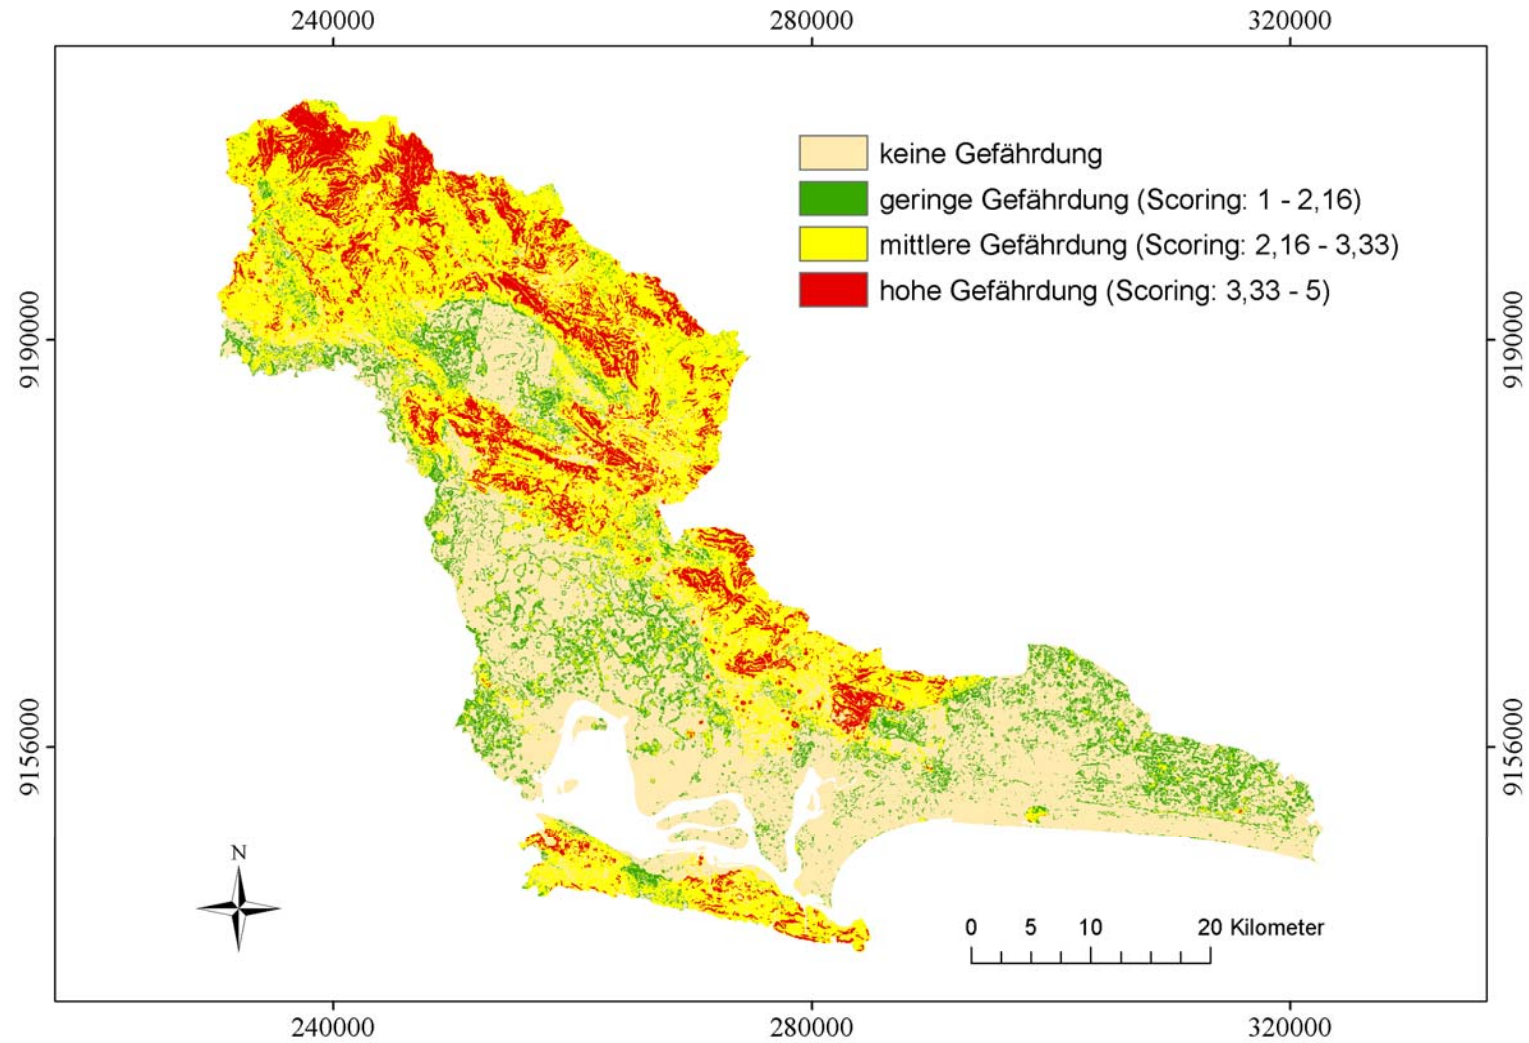 240000 280000 320000
keine Gefährdung
geringe Gefährdung (Scoring: 1 - 2,16)
mittlere Gefährdung (Scoring: 2,16 - 3,33)
hohe Gefährdung (Scoring: 3,33 - 5)
9190000 9190000
9156000 9156000
N
0 5 10 20 Kilometer
240000 280000 320000